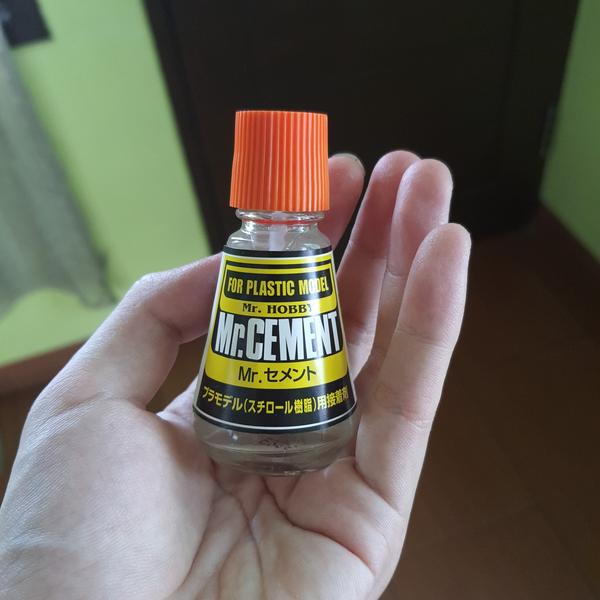 FOR PLASTIC MODEL
Mr. HOBBY
Mr.CEMENT
Mr.セメント
プラモデル(スチロール樹脂)用接着剤